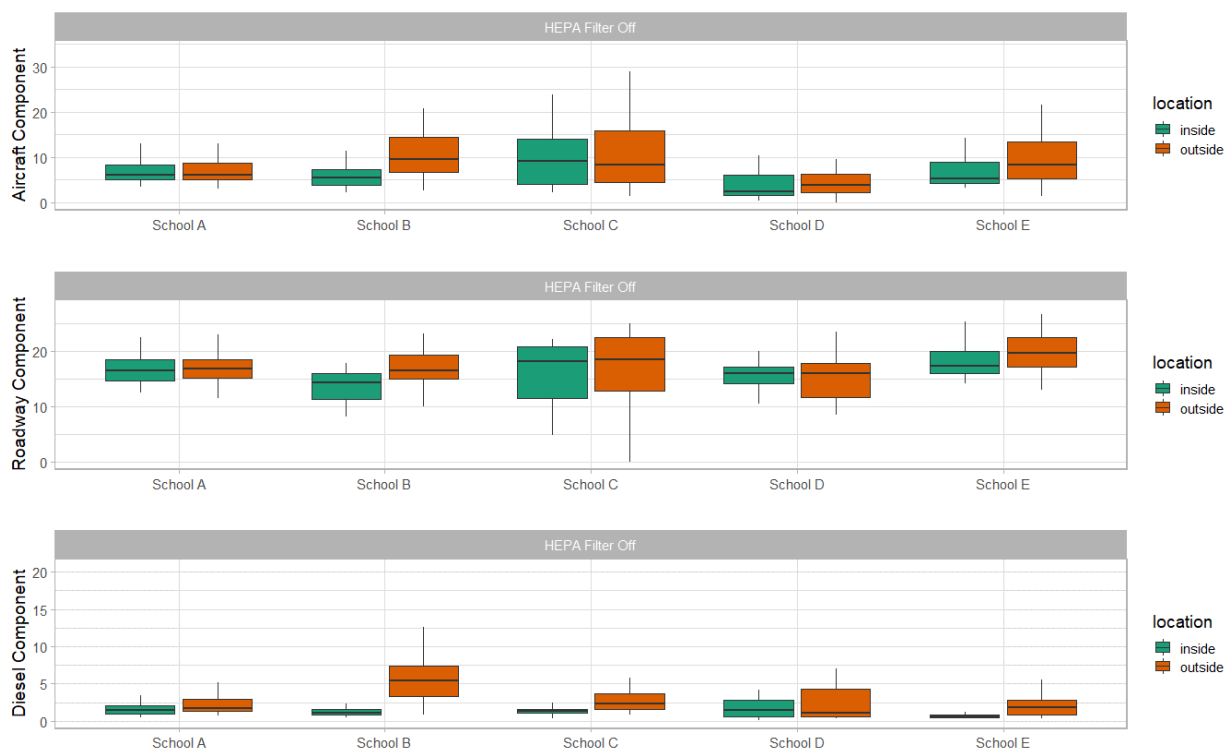 HEPA Filter Off
Aircraft Component
30
20
10
0
School A School B School C School D School E
location
inside
outside
HEPA Filter Off
Roadway Component
20
10
0
School A School B School C School D School E
location
inside
outside
HEPA Filter Off
Diesel Component
20
15
10
5
0
School A School B School C School D School E
location
inside
outside